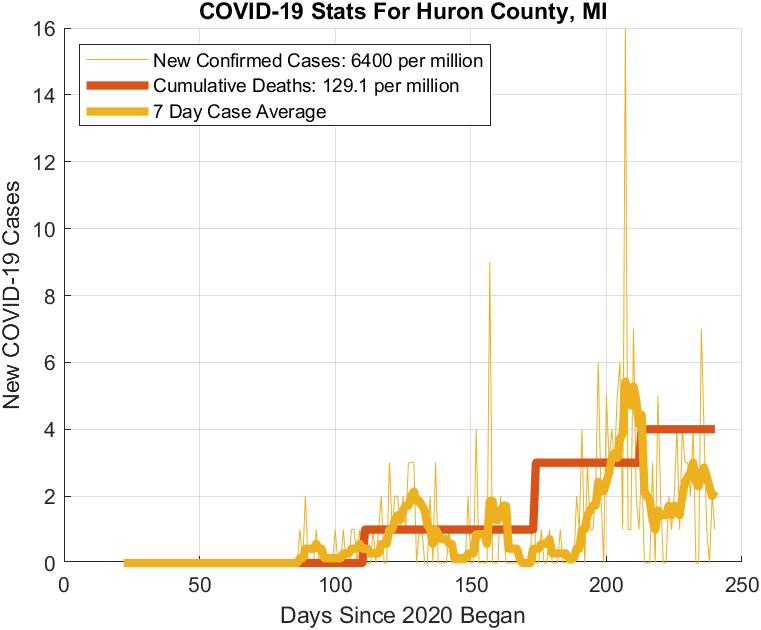 COVID-19 Stats For Huron County, MI
New Confirmed Cases: 6400 per million
Cumulative Deaths: 129.1 per million
7 Day Case Average
New COVID-19 Cases
16
14
12
10
8
6
4
2
0
0 50 100 150 200 250
Days Since 2020 Began